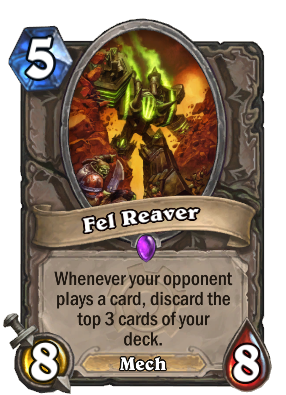 5
Fel Reaver
Whenever your opponent
plays a card, discard the
top 3 cards of your
deck.
8
Mech
8